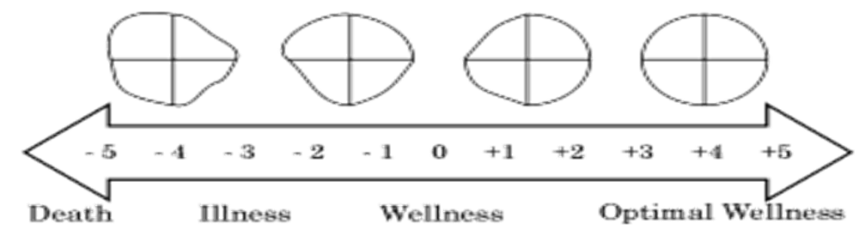 - 5 - 4 - 3 - 2 - 1 0 +1 +2 +3 +4 +5
Death Illness Wellness Optimal Wellness